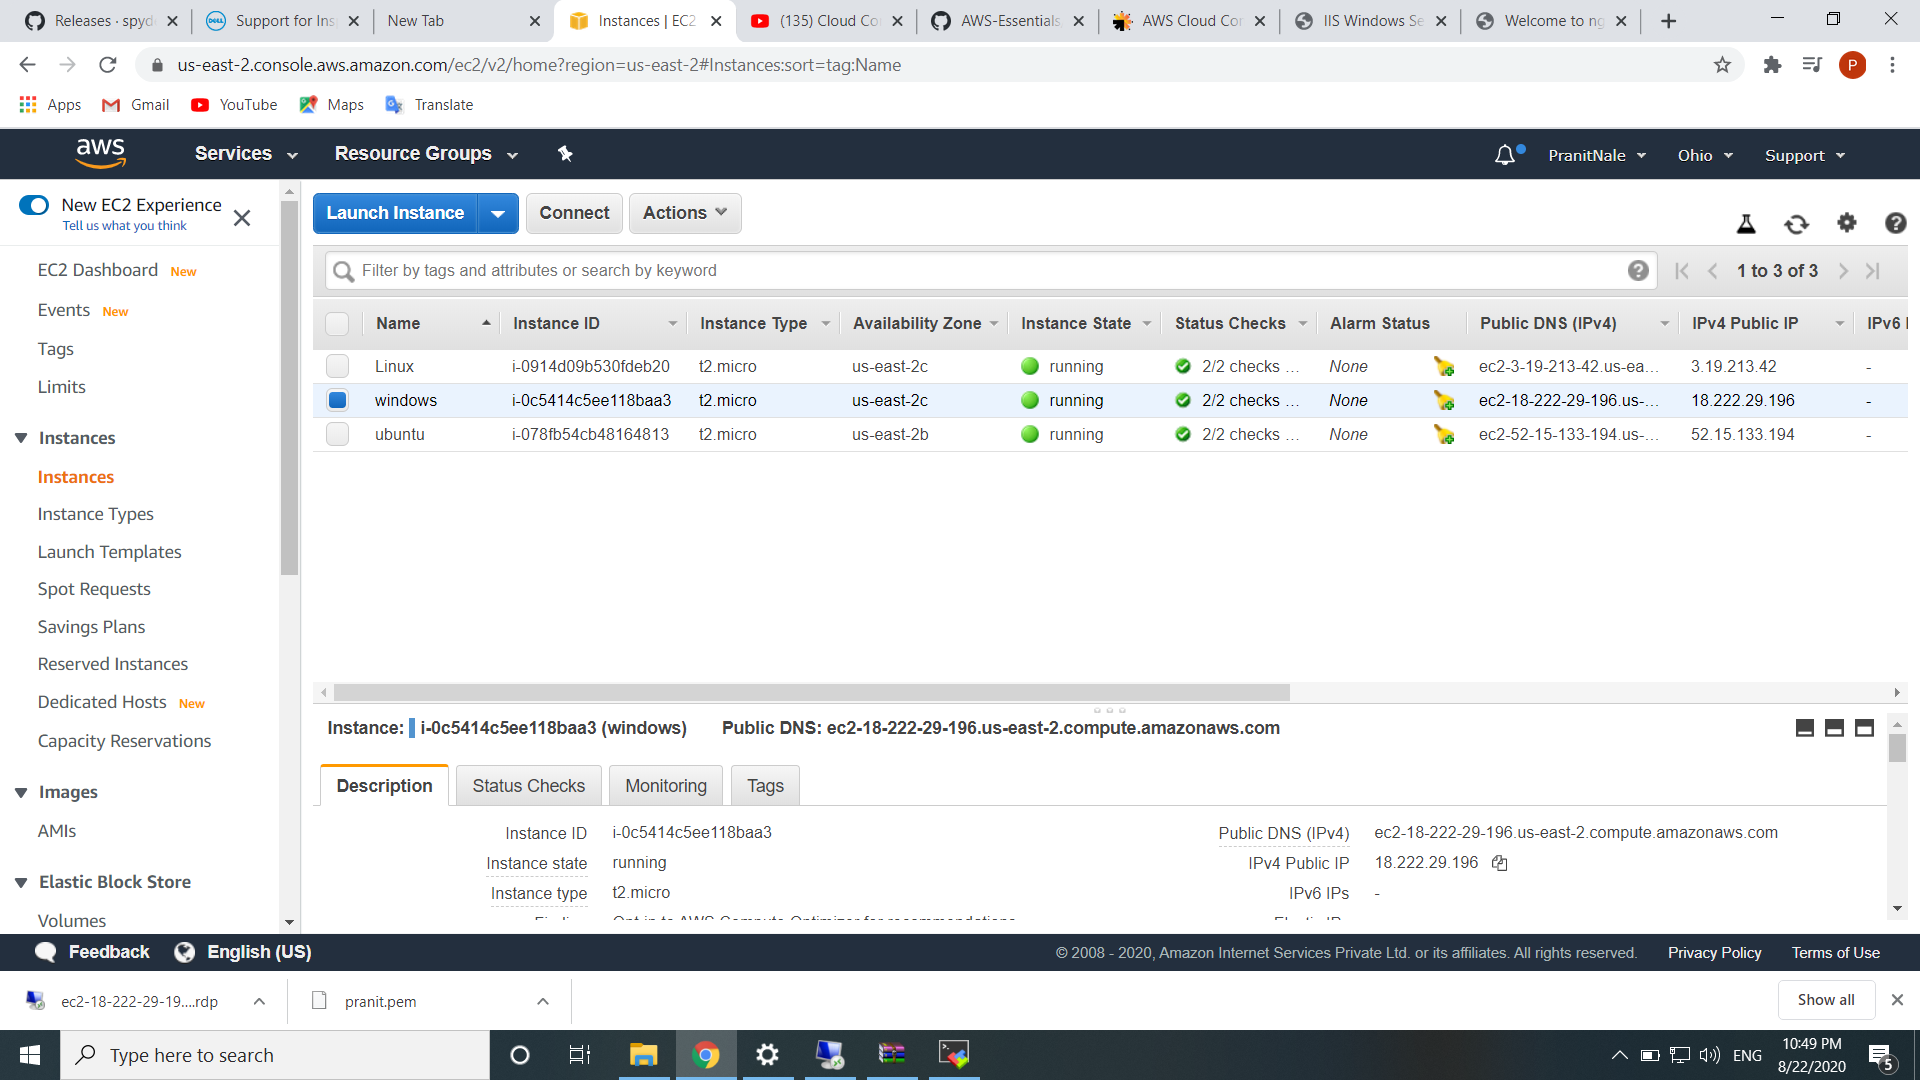 Releases - spyd
Support for Insp
New Tab
Instances | EC2
(135) Cloud Co
AWS-Essentials
AWS Cloud Co
IIS Windows Se
Welcome to ng
us-east-2.console.aws.amazon.com/ec2/v2/home?region=us-east-2#Instances:sort=tag:Name
P
Apps
Gmail
YouTube
Maps
Translate
aws
Services
Resource Groups
PranitNale
Ohio
Support
New EC2 Experience
Tell us what you think
EC2 Dashboard New
Events New
Tags
Limits
Instances
Instances
Instance Types
Launch Templates
Spot Requests
Savings Plans
Reserved Instances
Dedicated Hosts New
Capacity Reservations
Images
AMIs
Elastic Block Store
Volumes
Launch Instance
Connect
Actions
Filter by tags and attributes or search by keyword
1 to 3 of 3
Name Instance ID Instance Type Availability Zone Instance State Status Checks Alarm Status Public DNS (IPv4) IPv4 Public IP IPv6 I
Linux i-0914d09b530fdeb20 t2.micro us-east-2c running 2/2 checks ... None ec2-3-19-213-42.us-ea... 3.19.213.42 -
windows i-0c5414c5ee118baa3 t2.micro us-east-2c running 2/2 checks ... None ec2-18-222-29-196.us-... 18.222.29.196 -
ubuntu i-078fb54cb48164813 t2.micro us-east-2b running 2/2 checks ... None ec2-52-15-133-194.us-... 52.15.133.194 -
Instance: i-0c5414c5ee118baa3 (windows) Public DNS: ec2-18-222-29-196.us-east-2.compute.amazonaws.com
Description
Status Checks
Monitoring
Tags
Instance ID i-0c5414c5ee118baa3
Instance state running
Instance type t2.micro
Public DNS (IPv4) ec2-18-222-29-196.us-east-2.compute.amazonaws.com
IPv4 Public IP 18.222.29.196
IPv6 IPs -
Feedback
English (US)
© 2008 - 2020, Amazon Internet Services Private Ltd. or its affiliates. All rights reserved.
Privacy Policy
Terms of Use
ec2-18-222-29-19....rdp
pranit.pem
Show all
Type here to search
ENG
10:49 PM
8/22/2020
5